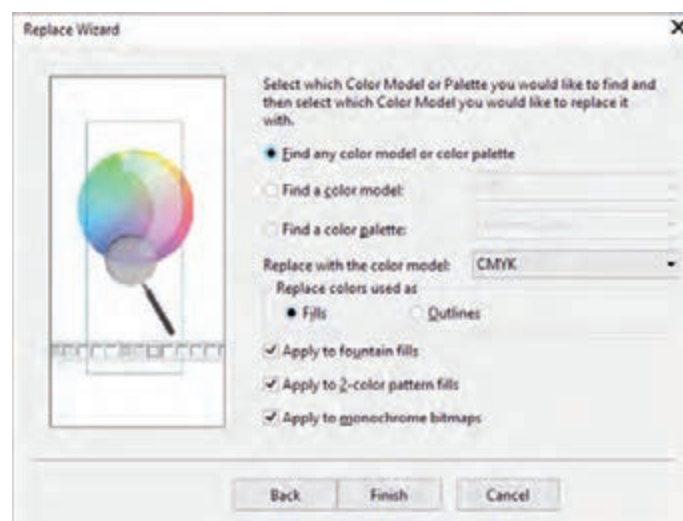 Replace Wizard
X
Select which Color Model or Palette you would like to find and
then select which Color Model you would like to replace it
with.
Find any color model or color palette
Find a color model:
Find a color palette:
Replace with the color model: CMYK
Replace colors used as
Fills Outlines
Apply to fountain fills
Apply to 2-color pattern fills
Apply to monochrome bitmaps
Back Finish Cancel